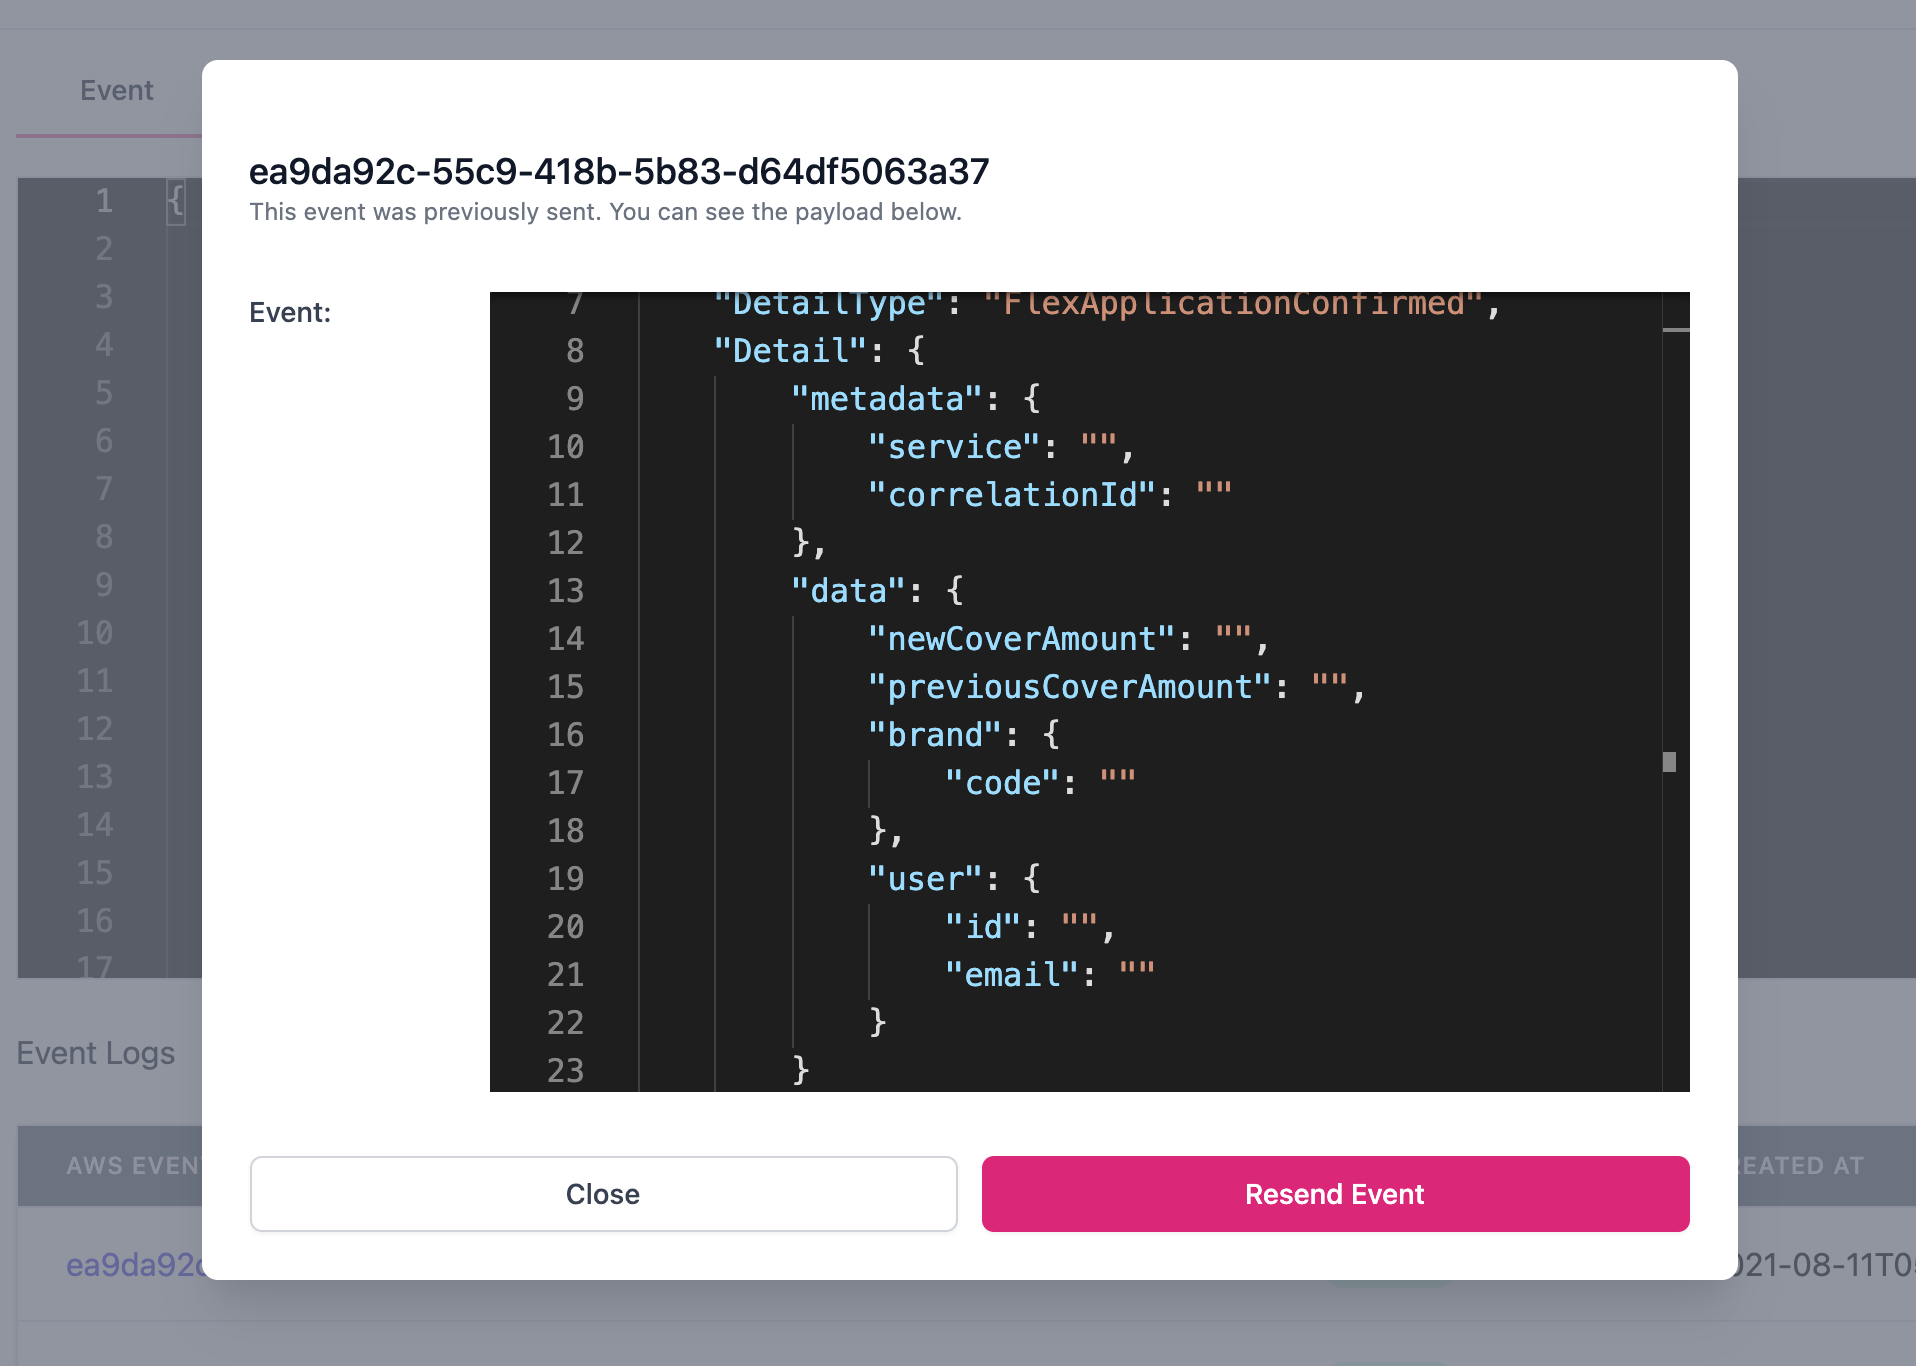 Event
ea9da92c-55c9-418b-5b83-d64df5063a37
This event was previously sent. You can see the payload below.
1 {
2
3
4
5
6
7
8
9
10
11
12
13
14
15
16
17
Event:
7 "DetailType": "FlexApplicationConfirmed",
8 "Detail": {
9 "metadata": {
10 "service": "",
11 "correlationId": ""
12 },
13 "data": {
14 "newCoverAmount": "",
15 "previousCoverAmount": "",
16 "brand": {
17 "code": ""
18 },
19 "user": {
20 "id": "",
21 "email": ""
22 }
23 }
Event Logs
Close
Resend Event
AWS EVENT
EATED AT
ea9da92c
021-08-11T0